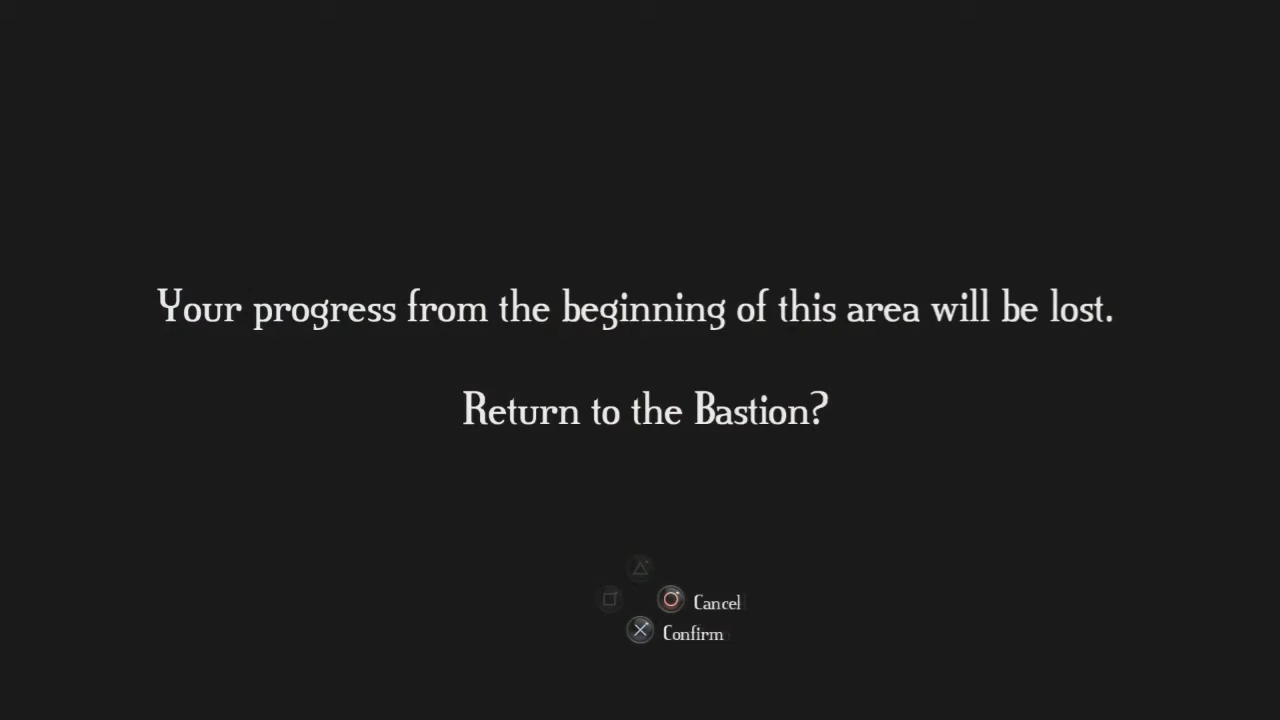 Your progress from the beginning of this area will be lost.
Return to the Bastion?
Cancel
Confirm